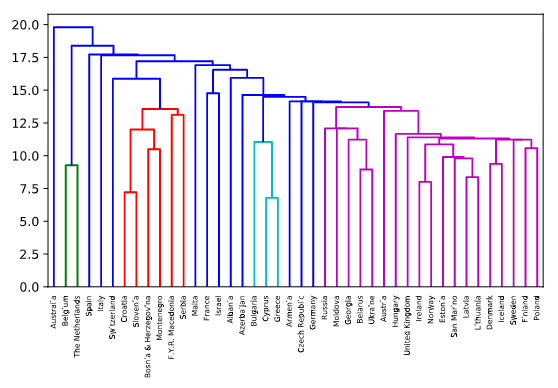 20.0
17.5
15.0
12.5
10.0
7.5
5.0
2.5
0.0
Australia
Belgium
The Netherlands
Spain
Italy
Switzerland
Croatia
Slovenia
Bosnia & Herzegovina
Montenegro
F.Y.R. Macedonia
Serbia
Malta
France
Israel
Albania
Azerbaijan
Bulgaria
Cyprus
Greece
Armenia
Czech Republic
Germany
Russia
Moldova
Georgia
Belarus
Ukraine
Austria
Hungary
United Kingdom
Ireland
Norway
Estonia
San Marino
Latvia
Lithuania
Denmark
Iceland
Sweden
Finland
Poland